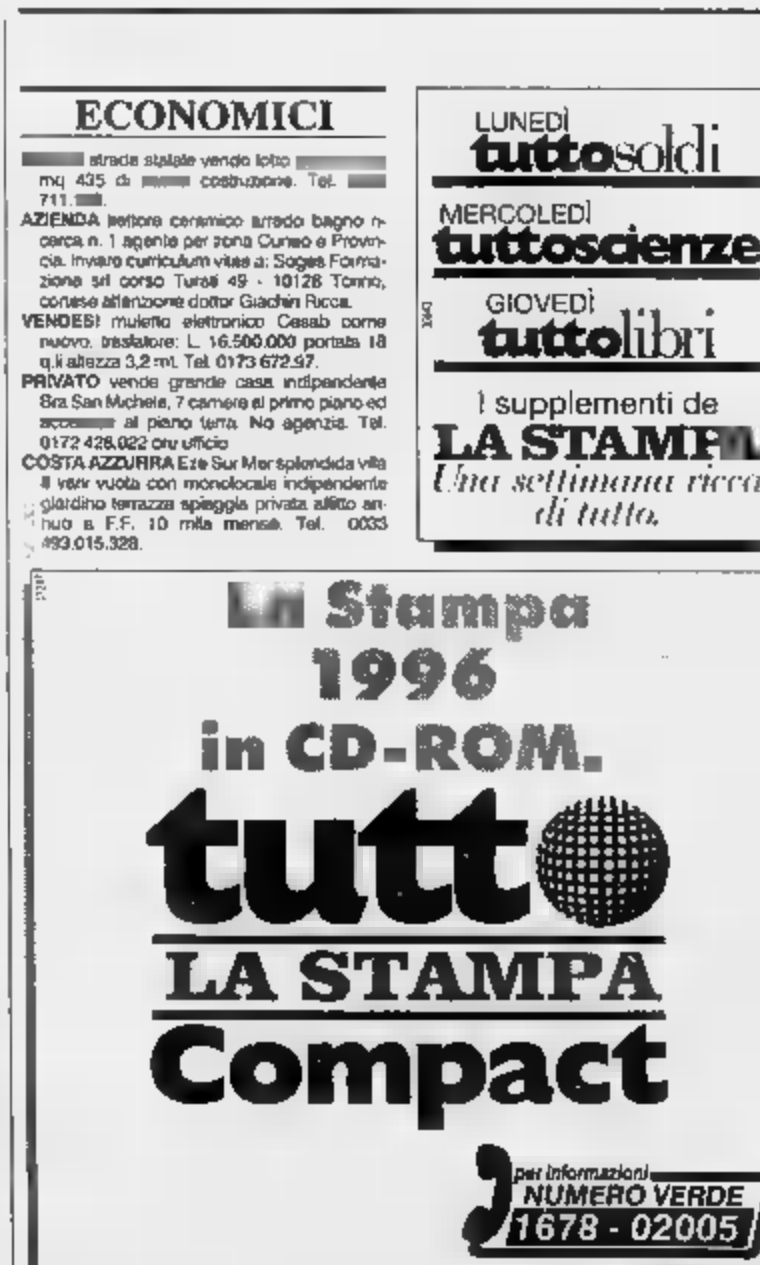 ECONOMICI
strada statale vendo lotto
mq 435 di costruzione. Tel.
711.
AZIENDA settore ceramico arredo bagno ri-
cerca n. 1 agente per zona Cuneo e Provin-
cia. Inviare curriculum vitae a: Soges Forma-
zione srl corso Turati 49 - 10128 Torino,
cortese attenzione dottor Giachin Ricca.
VENDESI muletto elettronico Cesab come
nuovo, traslatore: L. 16.500.000 portata 18
q.li altezza 3,2 mt. Tel. 0173 672.97.
PRIVATO vende grande casa indipendente
Bra San Michele, 7 camere al primo piano ed
al piano terra. No agenzia. Tel.
0172 426.022 ore ufficio
COSTA AZZURRA Eze Sur Mer splendida villa
8 vani vuota con monolocale indipendente
giardino terrazza spiaggia privata affitto an-
nuo a F.F. 10 mila mensili. Tel. 0033
493.015.328.
LUNEDÌ
tuttosoldi
MERCOLEDÌ
tuttoscienze
GIOVEDÌ
tuttolibri
I supplementi de
LA STAMPA
Una settimana ricca
di tutto.
La Stampa
1996
in CD-ROM.
tutto
LA STAMPA
Compact
per informazioni
NUMERO VERDE
1678 - 02005